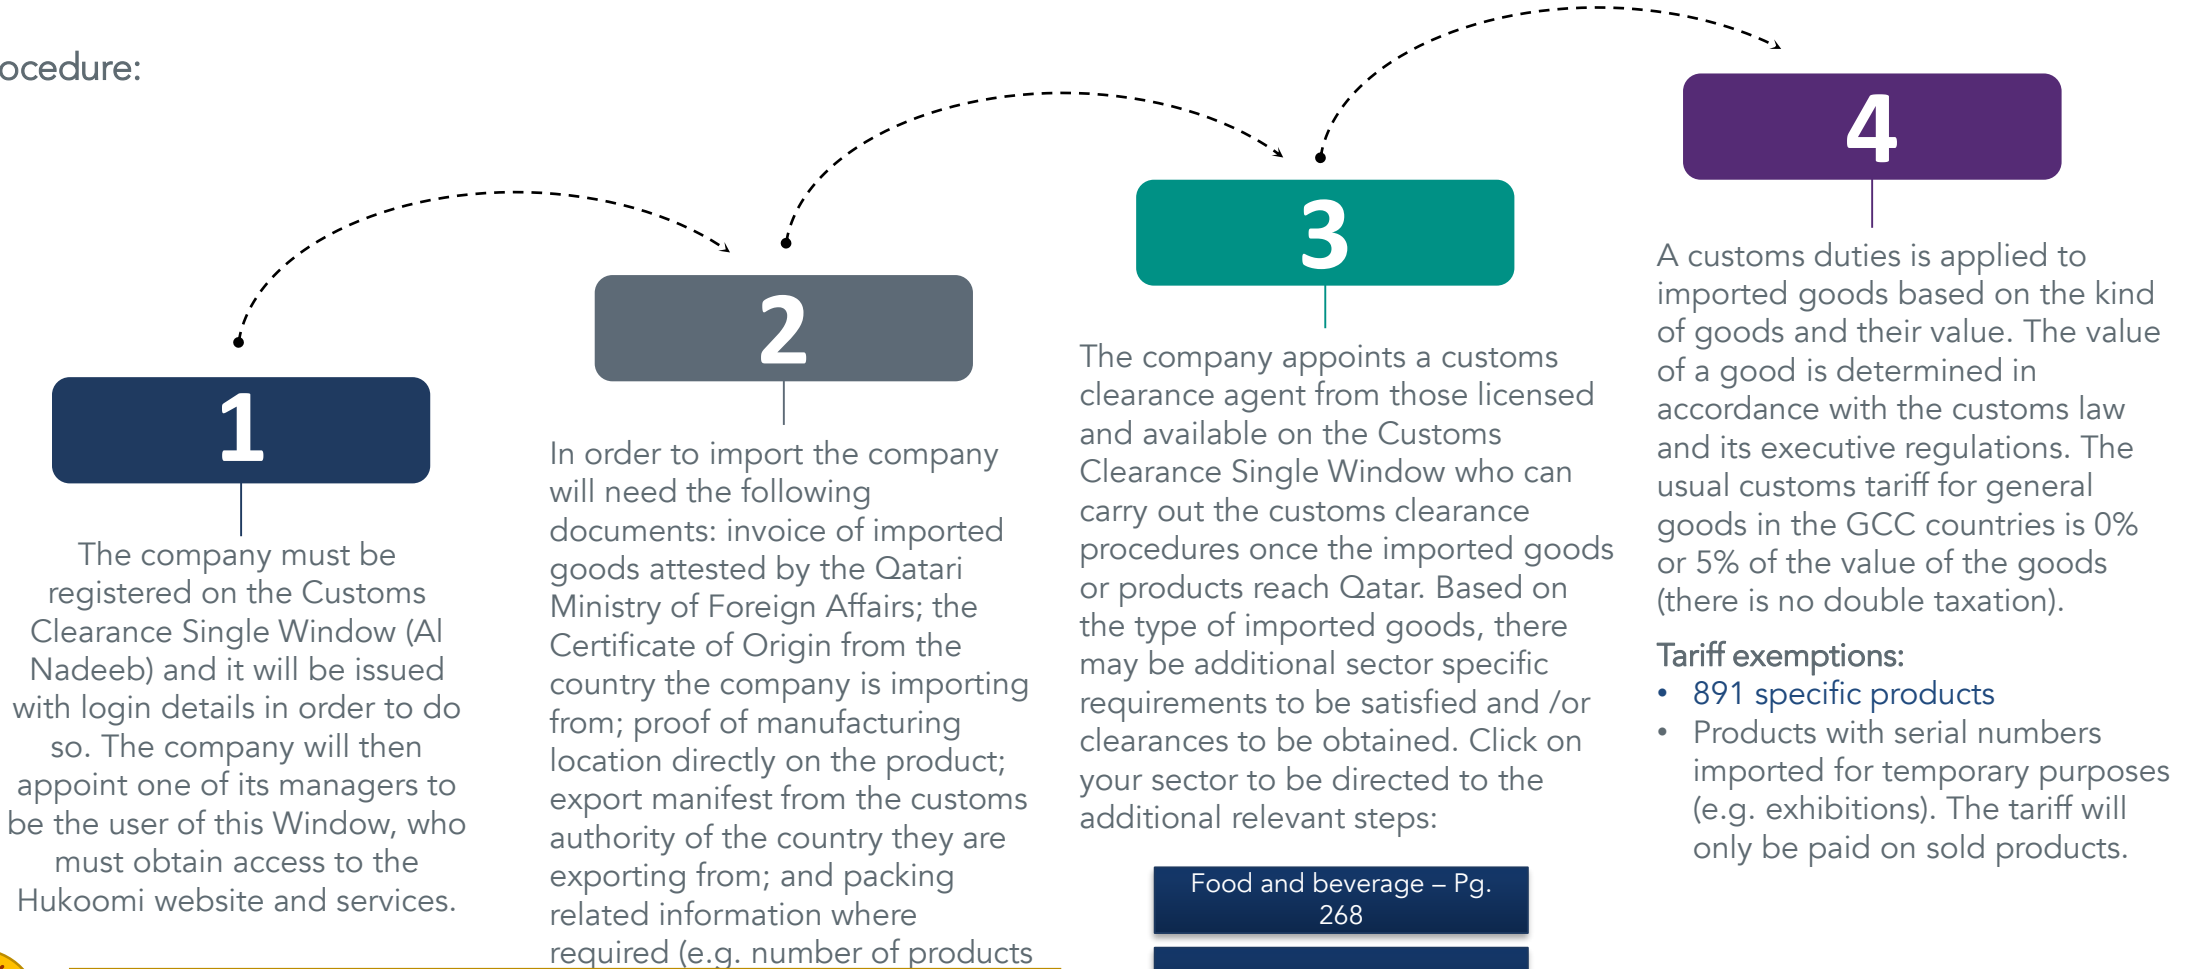 ocedure:
1
The company must be
registered on the Customs
Clearance Single Window (Al
Nadeeb) and it will be issued
with login details in order to do
so. The company will then
appoint one of its managers to
be the user of this Window, who
must obtain access to the
Hukoomi website and services.
2
In order to import the company
will need the following
documents: invoice of imported
goods attested by the Qatari
Ministry of Foreign Affairs; the
Certificate of Origin from the
country the company is importing
from; proof of manufacturing
location directly on the product;
export manifest from the customs
authority of the country they are
exporting from; and packing
related information where
required (e.g. number of products
3
The company appoints a customs
clearance agent from those licensed
and available on the Customs
Clearance Single Window who can
carry out the customs clearance
procedures once the imported goods
or products reach Qatar. Based on
the type of imported goods, there
may be additional sector specific
requirements to be satisfied and /or
clearances to be obtained. Click on
your sector to be directed to the
additional relevant steps:
Food and beverage – Pg.
268
4
A customs duties is applied to
imported goods based on the kind
of goods and their value. The value
of a good is determined in
accordance with the customs law
and its executive regulations. The
usual customs tariff for general
goods in the GCC countries is 0%
or 5% of the value of the goods
(there is no double taxation).
Tariff exemptions:
• 891 specific products
• Products with serial numbers
imported for temporary purposes
(e.g. exhibitions). The tariff will
only be paid on sold products.